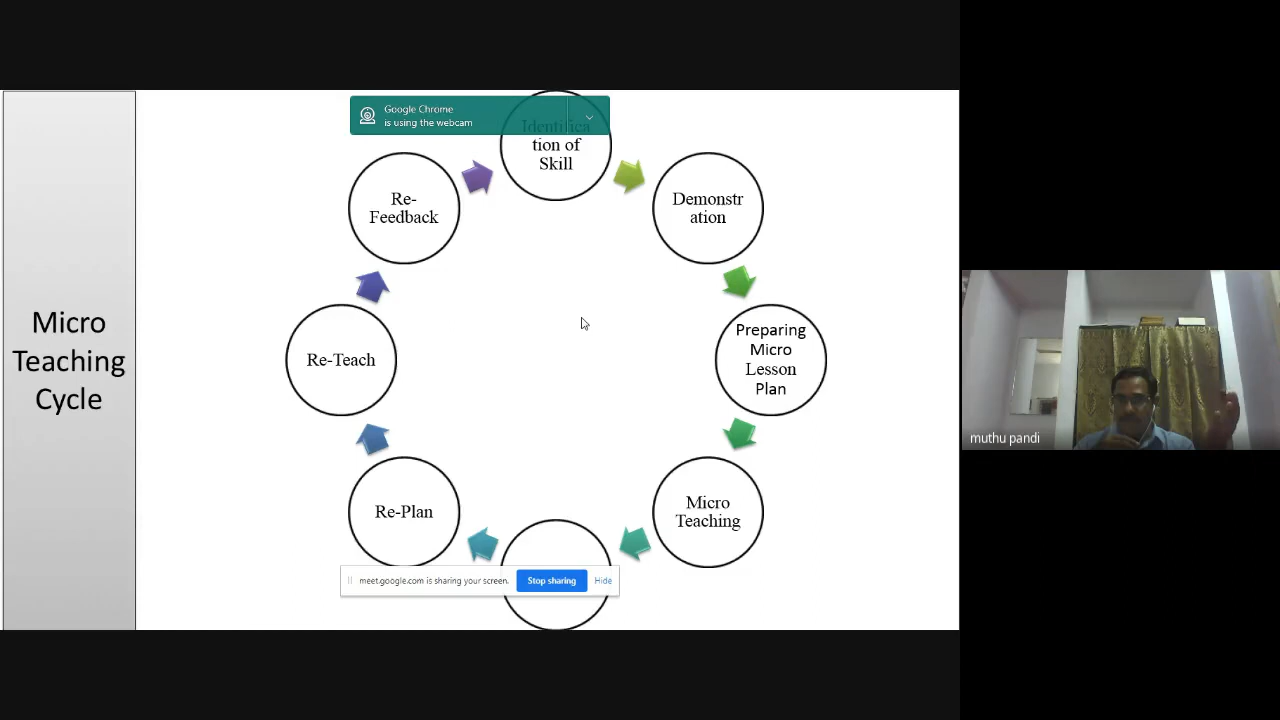 Micro
Teaching
Cycle
Google Chrome
is using the webcam
Identifica
tion of
Skill
Demonstr
ation
Preparing
Micro
Lesson
Plan
Micro
Teaching
Re-Plan
Re-Teach
Re-
Feedback
meet.google.com is sharing your screen.
Stop sharing
Hide
muthu pandi